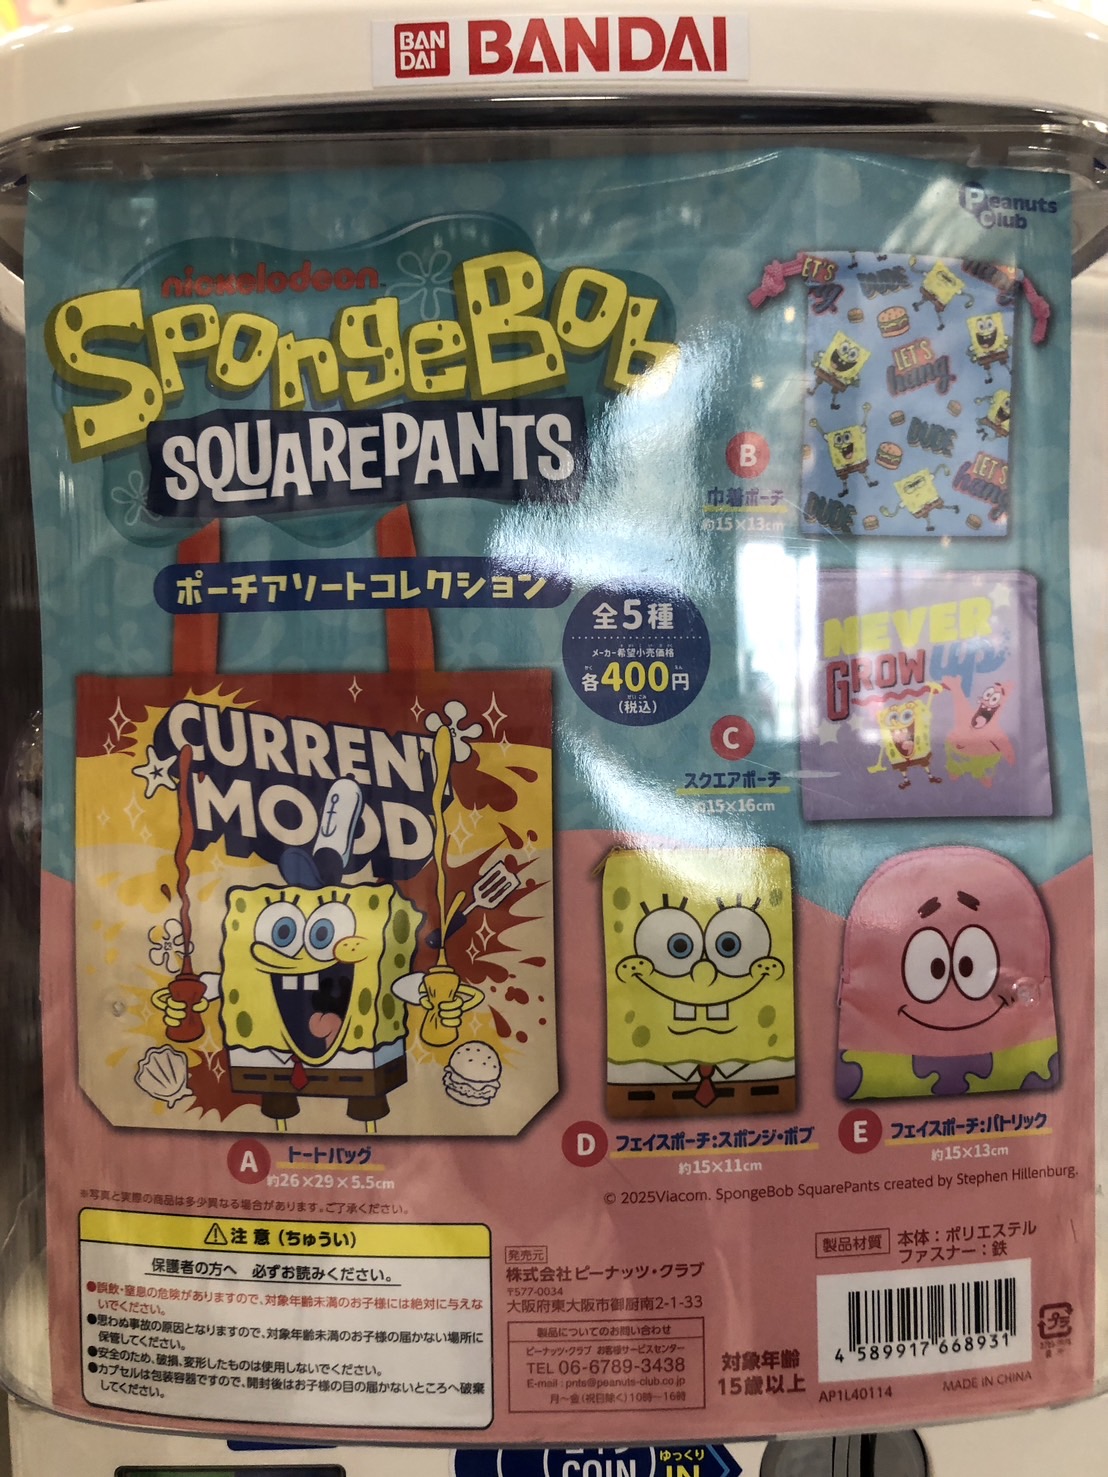 BAN
DAI
BANDAI
Peanuts
Club
nickelodeon
SpongeBob
SQUAREPANTS
ポーチアソートコレクション
全5種
メーカー希望小売価格
各400円
(税込)
B
巾着ポーチ
約15×13cm
LET'S
hang
DUDE
LET'S
hang
DUDE
LET'S
hang
DUDE
C
スクエアポーチ
約15×16cm
NEVER
GROW
up
CURRENT
MOOD
A
トートバッグ
約26×29×5.5cm
D
フェイスポーチ:スポンジ・ボブ
約15×11cm
E
フェイスポーチ:パトリック
約15×13cm
※写真と実際の商品は多少異なる場合があります。ご了承ください。
© 2025Viacom. SpongeBob SquarePants created by Stephen Hillenburg.
注意(ちゅうい)
保護者の方へ 必ずお読みください。
●誤飲・窒息の危険がありますので、対象年齢未満のお子様には絶対に与えな
いでください。
●思わぬ事故の原因となりますので、対象年齢未満のお子様の届かない場所に
保管してください。
●安全のため、破損、変形したものは使用しないでください。
●カプセルは包装容器ですので、開封後はお子様の目の届かないところへ破棄
してください。
発売元
株式会社ピーナッツ・クラブ
〒577-0034
大阪府東大阪市御厨南2-1-33
製品についてのお問い合わせ
ピーナッツ・クラブ お客様サービスセンター
TEL 06-6789-3438
E-mail : pnts@peanuts-club.co.jp
月〜金(祝日除く)10時〜16時
対象年齢
15歳以上
製品材質
本体：ポリエステル
ファスナー：鉄
4 589917 668931
プラ
AP1L40114
MADE IN CHINA
COIN
ゆっくり
IN